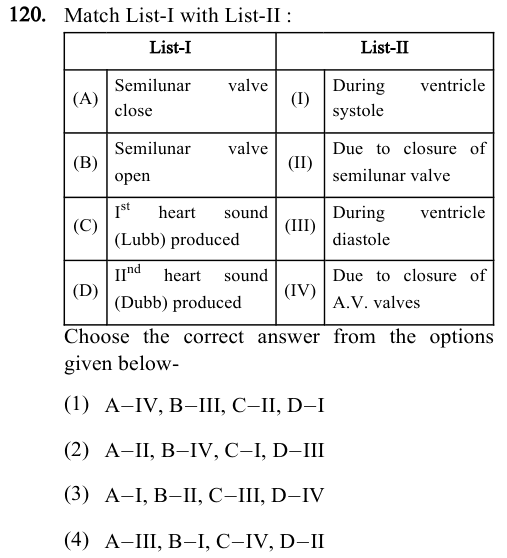 120. Match List-I with List-II :
List-I List-II
(A) Semilunar valve close (I) During ventricle systole
(B) Semilunar valve open (II) Due to closure of semilunar valve
(C) Ist heart sound (Lubb) produced (III) During ventricle diastole
(D) IInd heart sound (Dubb) produced (IV) Due to closure of A.V. valves
Choose the correct answer from the options
given below-
(1) A–IV, B–III, C–II, D–I
(2) A–II, B–IV, C–I, D–III
(3) A–I, B–II, C–III, D–IV
(4) A–III, B–I, C–IV, D–II